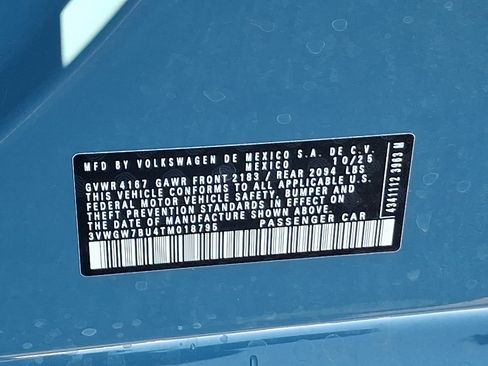 MFD BY VOLKSWAGEN DE MEXICO S.A. DE C.V.
MEXICO 10/25
GVWR 4167 GAWR FRONT 2183 / REAR 2094 LBS
THIS VEHICLE CONFORMS TO ALL APPLICABLE U.S.
FEDERAL MOTOR VEHICLE SAFETY, BUMPER, AND
THEFT PREVENTION STANDARDS IN EFFECT ON
THE DATE OF MANUFACTURE SHOWN ABOVE.
3VWGW7BU4TM018795 PASSENGER CAR
1241112 3963 M